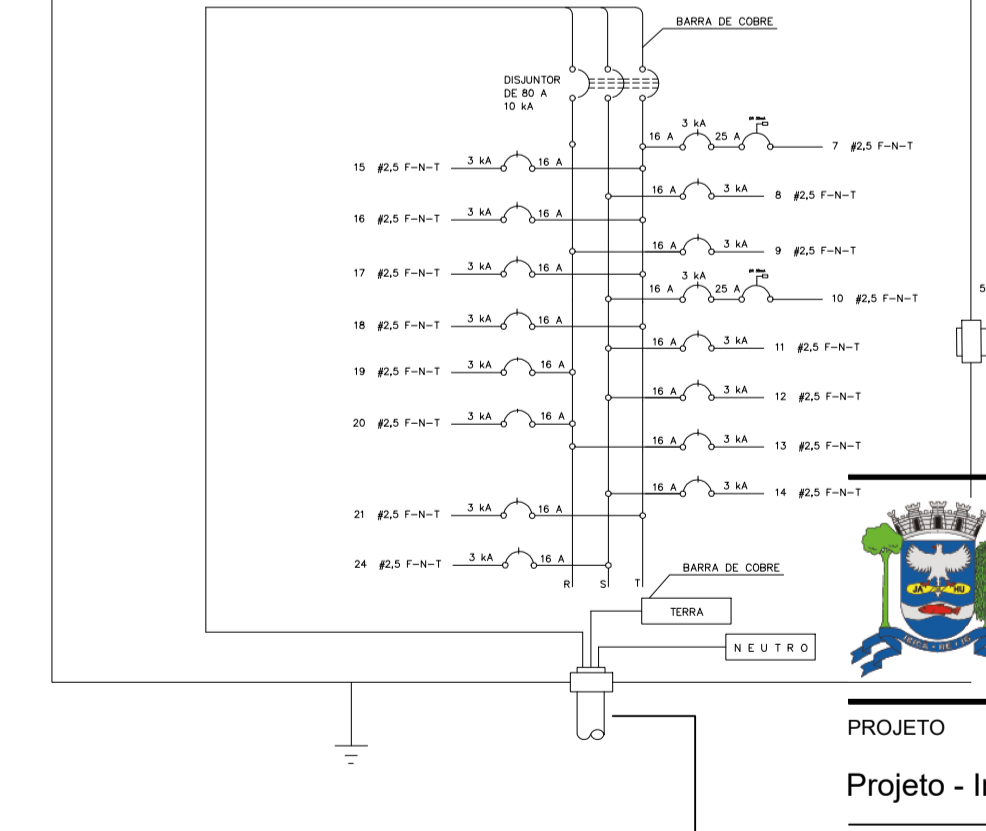 BARRA DE COBRE
DISJUNTOR
DE 80 A
10 kA
16 A 3 kA 25 A 7 #2,5 F-N-T
15 #2,5 F-N-T 3 kA 16 A
16 A 3 kA 8 #2,5 F-N-T
16 #2,5 F-N-T 3 kA 16 A
16 A 3 kA 9 #2,5 F-N-T
17 #2,5 F-N-T 3 kA 16 A
16 A 3 kA 25 A 10 #2,5 F-N-T
5
18 #2,5 F-N-T 3 kA 16 A
16 A 3 kA 11 #2,5 F-N-T
19 #2,5 F-N-T 3 kA 16 A
16 A 3 kA 12 #2,5 F-N-T
20 #2,5 F-N-T 3 kA 16 A
16 A 3 kA 13 #2,5 F-N-T
16 A 3 kA 14 #2,5 F-N-T
21 #2,5 F-N-T 3 kA 16 A
24 #2,5 F-N-T 3 kA 16 A
R S T
BARRA DE COBRE
TERRA
NEUTRO
JA HU
PROJETO
Projeto - I